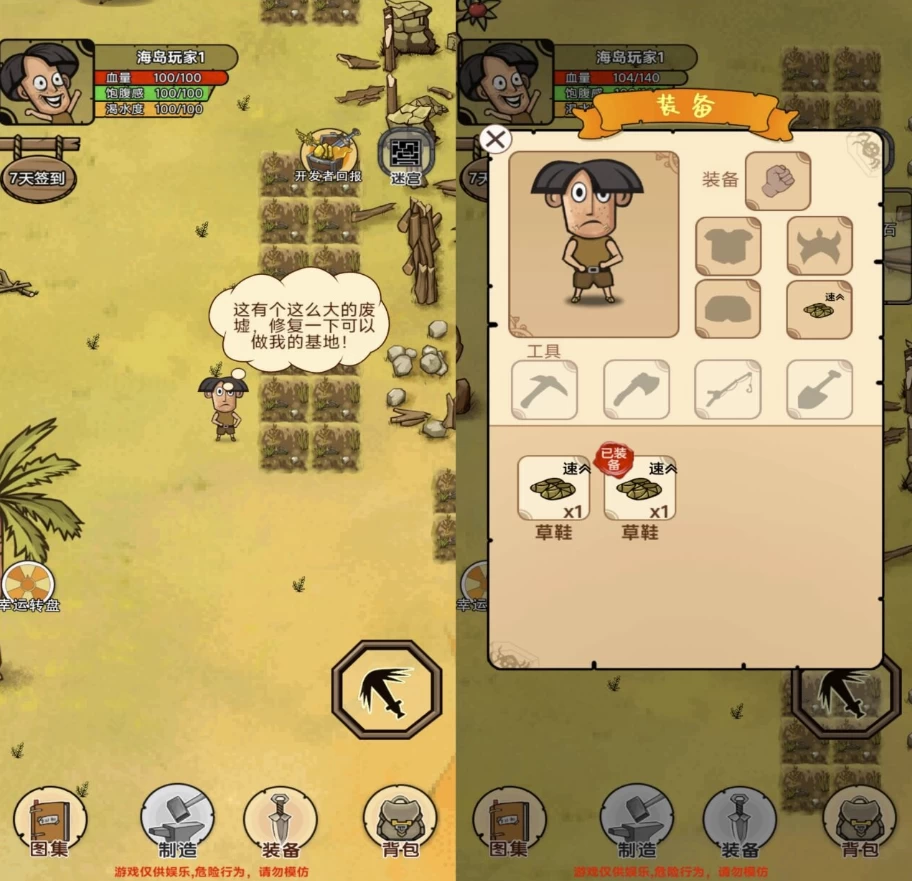 海岛玩家1
血量 100/100
饱腹感 100/100
渴水度 100/100
7天签到
开发者回报
迷宫
这有个这么大的废
墟，修复一下可以
做我的基地！
幸运转盘
图集
制造
装备
背包
游戏仅供娱乐,危险行为，请勿模仿
海岛玩家1
血量 104/140
饱腹感
装备
7天
装备
石
速
工具
已装
备
速
x1
草鞋
速
x1
草鞋
图集
制造
装备
背包
游戏仅供娱乐,危险行为，请勿模仿